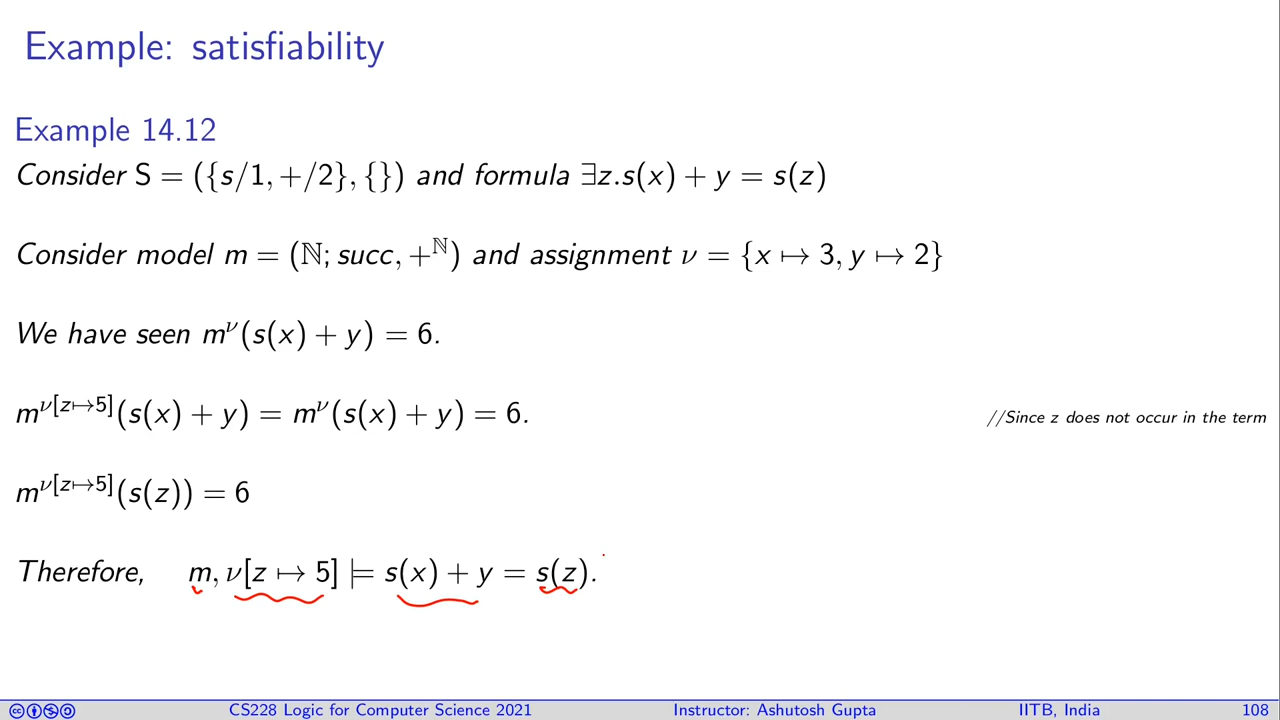 Example: satisfiability
Example 14.12
Consider S = ({s/1, +/2}, {}) and formula ∃z.s(x) + y = s(z)
Consider model m = (ℕ; succ, +^ℕ) and assignment ν = {x ↦ 3, y ↦ 2}
We have seen m^ν(s(x) + y) = 6.
m^ν[z↦5](s(x) + y) = m^ν(s(x) + y) = 6. //Since z does not occur in the term
m^ν[z↦5](s(z)) = 6
Therefore, m, ν[z ↦ 5] ⊨ s(x) + y = s(z).
CS228 Logic for Computer Science 2021 Instructor: Ashutosh Gupta IITB, India 108